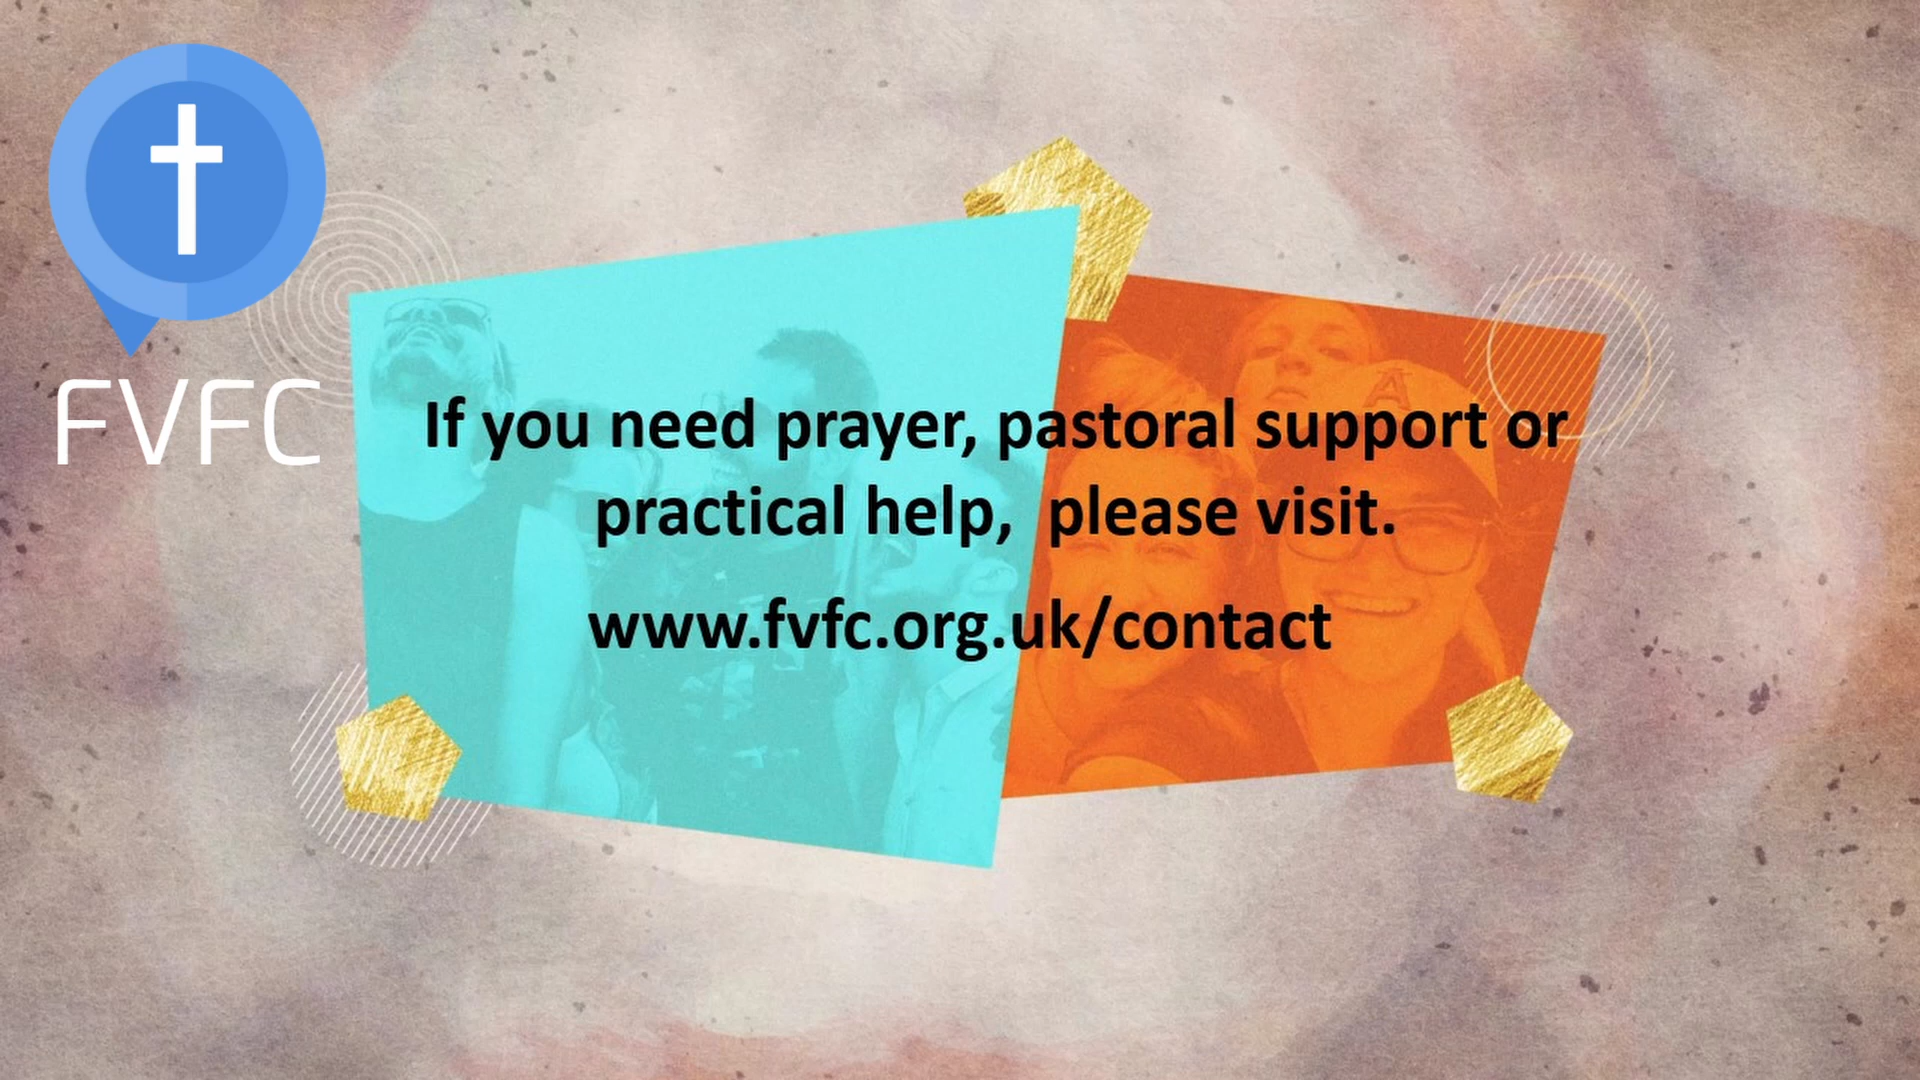 FVFC
If you need prayer, pastoral support or
practical help,  please visit.
www.fvfc.org.uk/contact